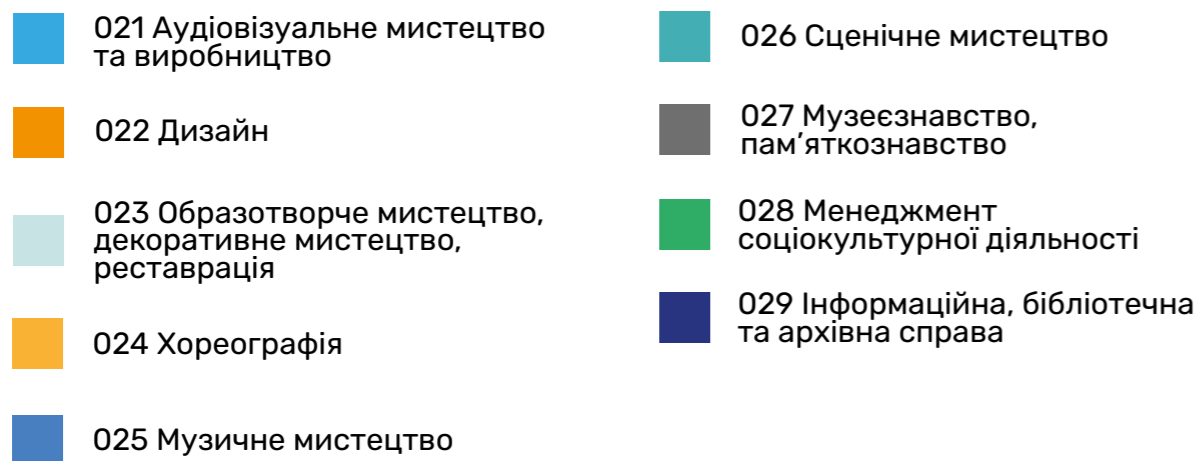 021 Аудіовізуальне мистецтво
та виробництво
022 Дизайн
023 Образотворче мистецтво,
декоративне мистецтво,
реставрація
024 Хореографія
025 Музичне мистецтво
026 Сценічне мистецтво
027 Музеєзнавство,
пам’яткознавство
028 Менеджмент
соціокультурної діяльності
029 Інформаційна, бібліотечна
та архівна справа